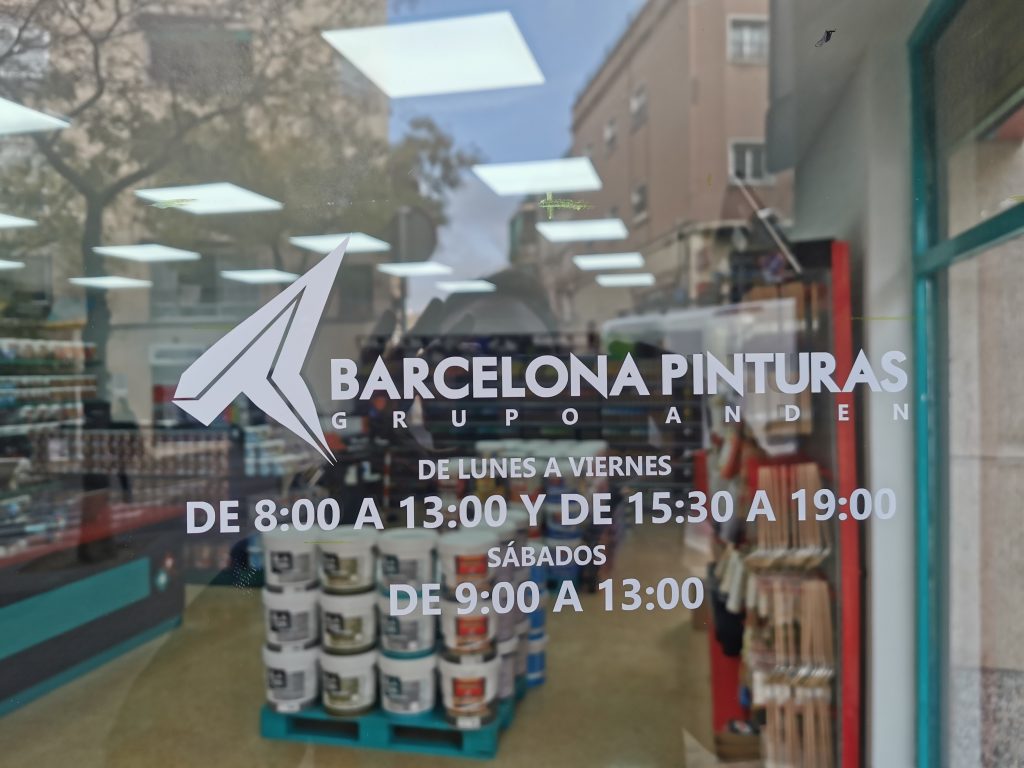 BARCELONA PINTURAS
GRUPO ANDEN
DE LUNES A VIERNES
DE 8:00 A 13:00 Y DE 15:30 A 19:00
SÁBADOS
DE 9:00 A 13:00